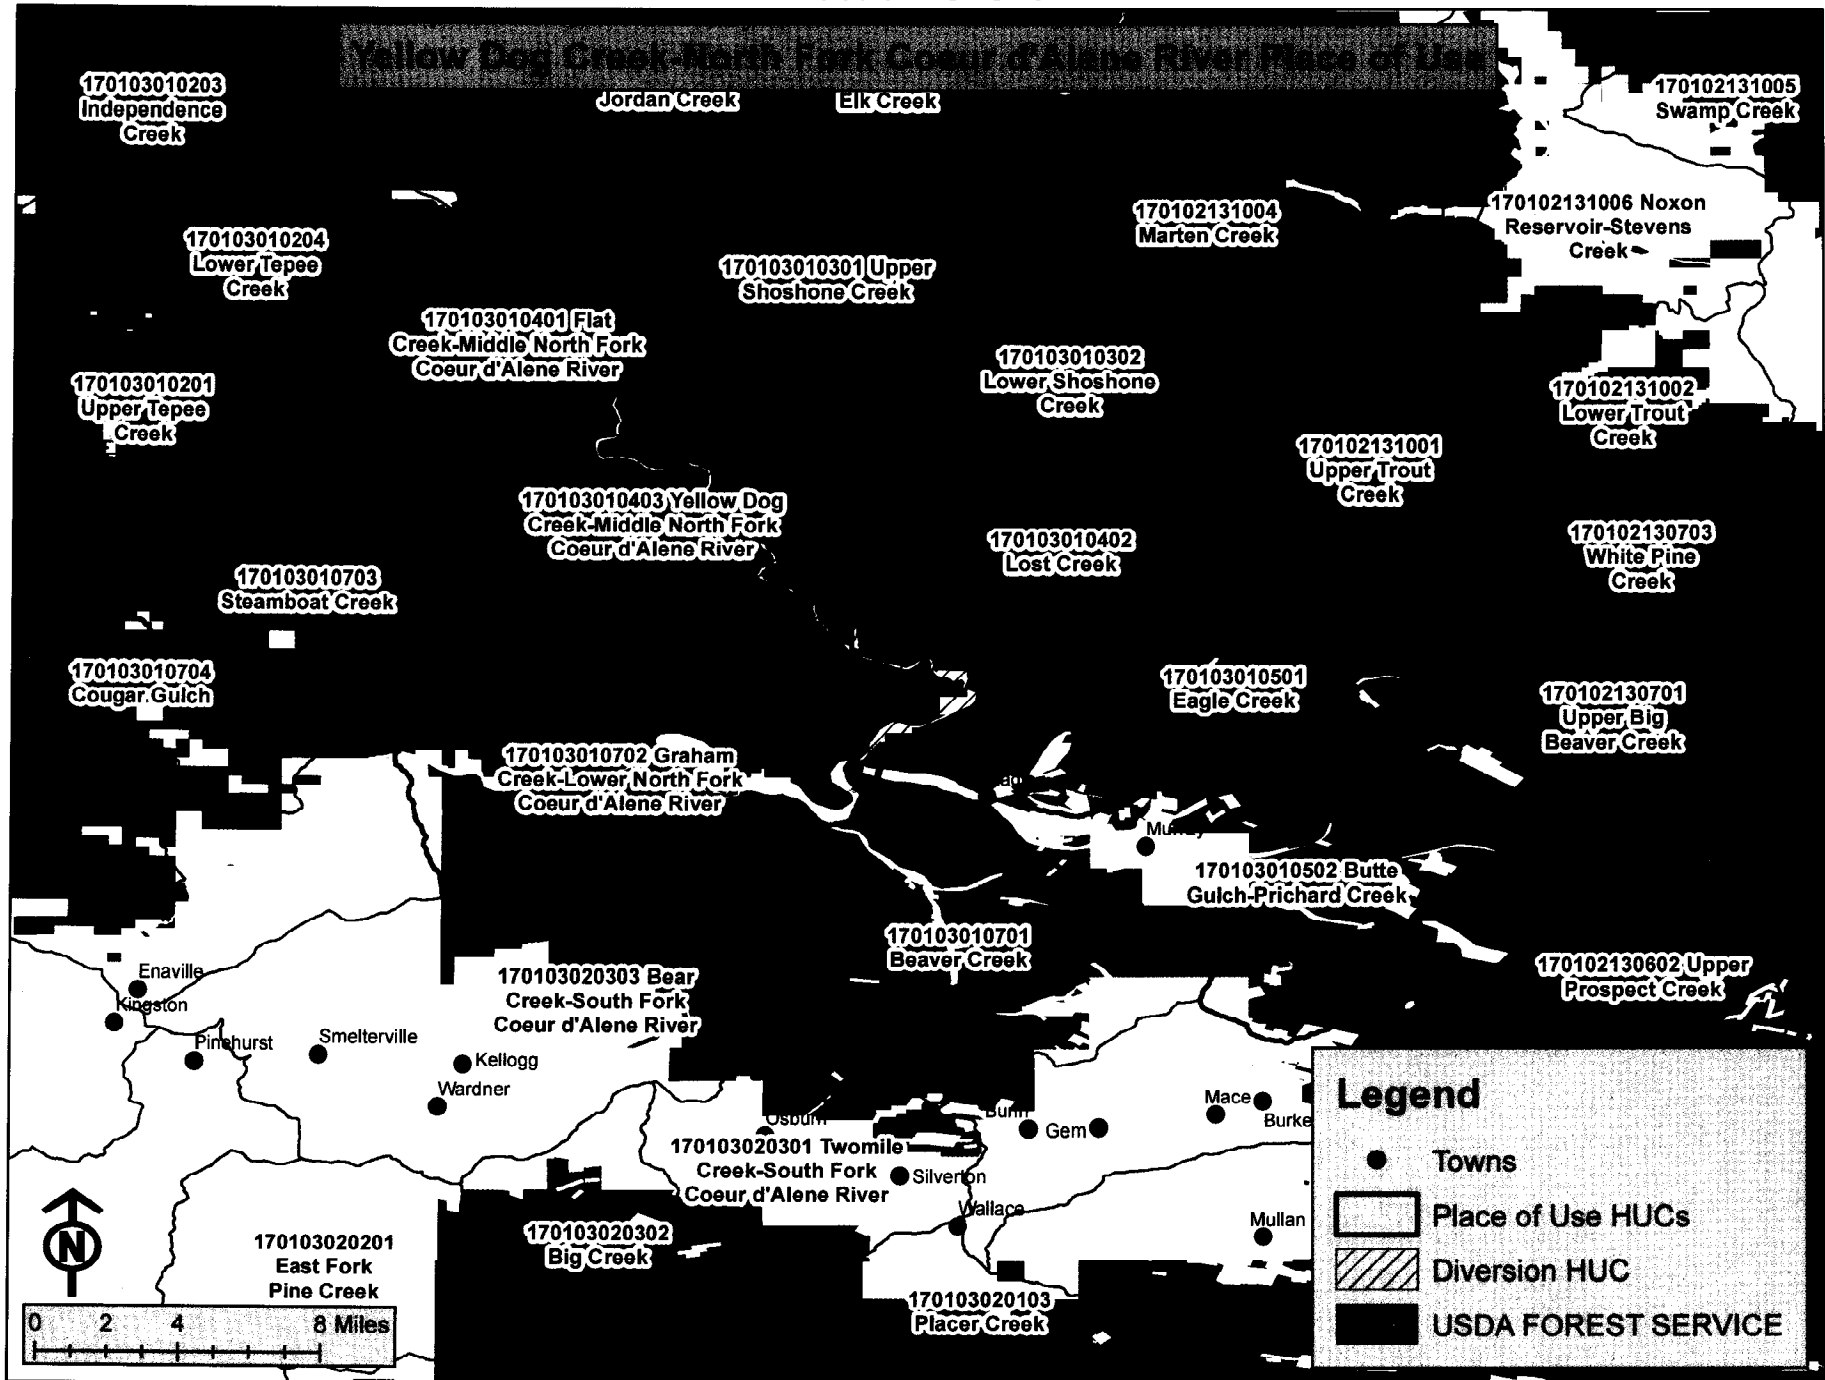 Yellow Dog Creek-North Fork Coeur d'Alene River Place of Use
170103010203
Independence
Creek
Jordan Creek
Elk Creek
170102131005
Swamp Creek
170102131006 Noxon
Reservoir-Stevens
Creek
170102131004
Marten Creek
170103010204
Lower Tepee
Creek
170103010301 Upper
Shoshone Creek
170103010401 Flat
Creek-Middle North Fork
Coeur d'Alene River
170103010302
Lower Shoshone
Creek
170103010201
Upper Tepee
Creek
170102131002
Lower Trout
Creek
170102131001
Upper Trout
Creek
170103010403 Yellow Dog
Creek-Middle North Fork
Coeur d'Alene River
170103010402
Lost Creek
170102130703
White Pine
Creek
170103010703
Steamboat Creek
170103010704
Cougar Gulch
170103010501
Eagle Creek
170102130701
Upper Big
Beaver Creek
170103010702 Graham
Creek-Lower North Fork
Coeur d'Alene River
Murray
170103010502 Butte
Gulch-Prichard Creek
170103010701
Beaver Creek
170102130602 Upper
Prospect Creek
Enaville
Kingston
170103020303 Bear
Creek-South Fork
Coeur d'Alene River
Pinehurst
Smelterville
Kellogg
Wardner
Osburn
Gem
Mace
Burke
170103020301 Twomile
Creek-South Fork
Coeur d'Alene River
Silverton
Wallace
Mullan
170103020302
Big Creek
170103020201
East Fork
Pine Creek
170103020103
Placer Creek
N
0 2 4 8 Miles
Legend
Towns
Place of Use HUCs
Diversion HUC
USDA FOREST SERVICE